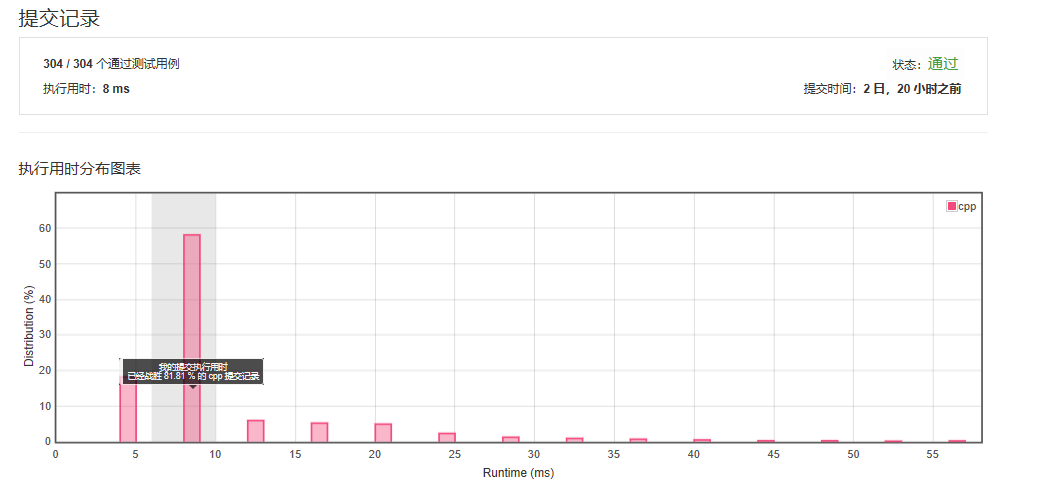 提交记录
304 / 304 个通过测试用例
状态：通过
执行用时：8 ms
提交时间：2 日，20 小时之前
执行用时分布图表
cpp
Distribution (%)
60
50
40
30
20
10
0
我的提交执行用时
已经战胜 81.81 % 的 cpp 提交记录
0 5 10 15 20 25 30 35 40 45 50 55
Runtime (ms)